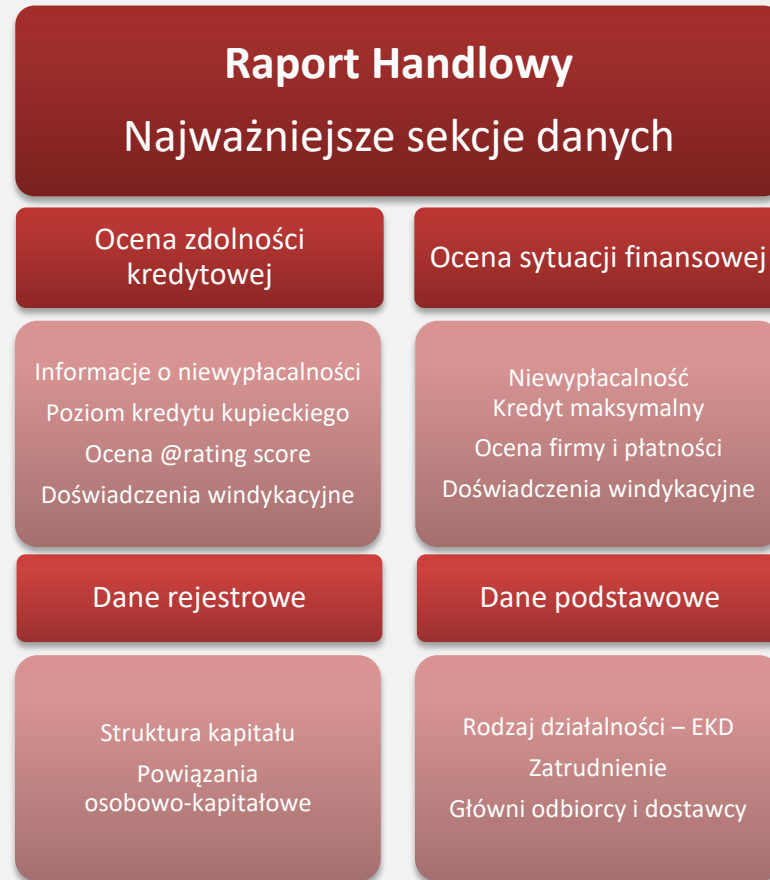 Raport Handlowy
Najważniejsze sekcje danych
Ocena zdolności
kredytowej
Ocena sytuacji finansowej
Informacje o niewypłacalności
Poziom kredytu kupieckiego
Ocena @rating score
Doświadczenia windykacyjne
Niewypłacalność
Kredyt maksymalny
Ocena firmy i płatności
Doświadczenia windykacyjne
Dane rejestrowe
Dane podstawowe
Struktura kapitału
Powiązania
osobowo-kapitałowe
Rodzaj działalności – EKD
Zatrudnienie
Główni odbiorcy i dostawcy